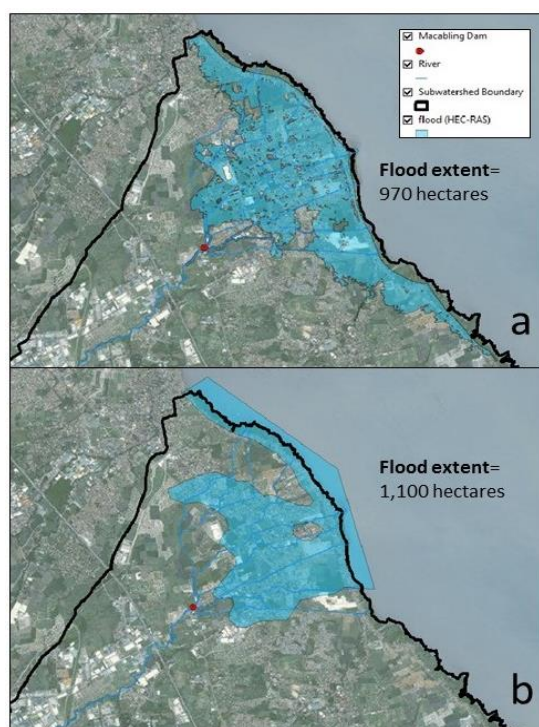 Macabling Dam
River
Subwatershed Boundary
flood (HEC-RAS)
Flood extent=
970 hectares
a
Flood extent=
1,100 hectares
b